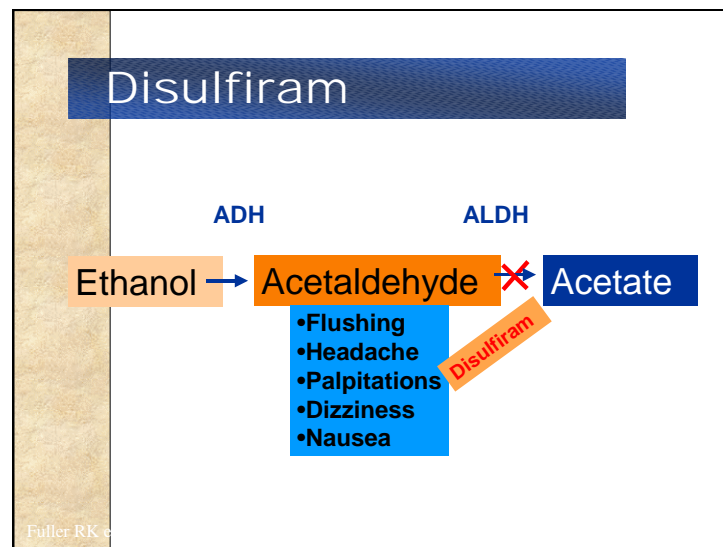 Disulfiram
ADH ALDH
Ethanol Acetaldehyde Acetate
•Flushing
•Headache
•Palpitations
•Dizziness
•Nausea
Disulfiram
Fuller RK e